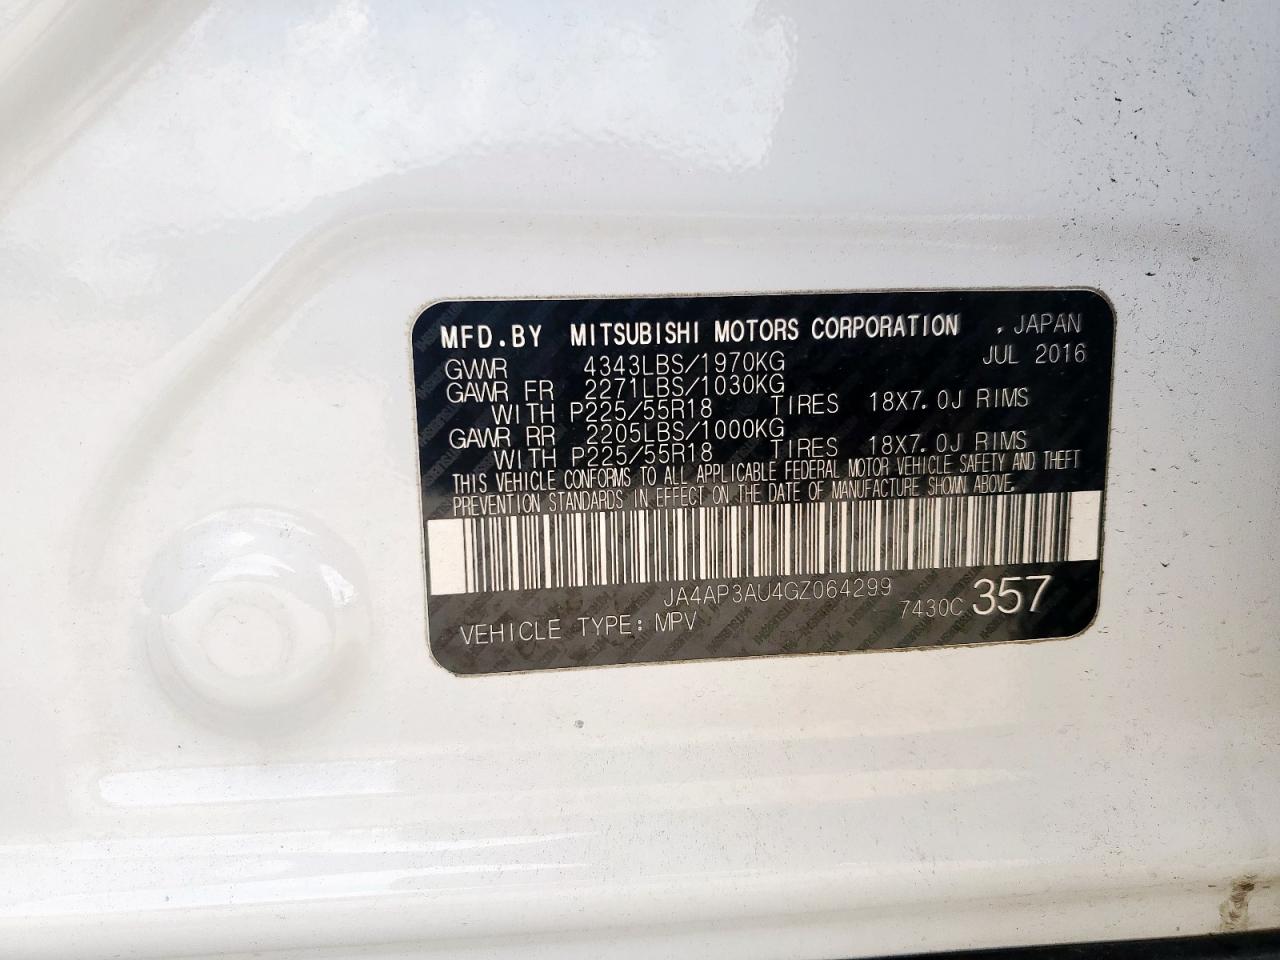 MFD.BY MITSUBISHI MOTORS CORPORATION , JAPAN
GVWR 4343LBS/1970KG JUL 2016
GAWR FR 2271LBS/1030KG
WITH P225/55R18 TIRES 18X7.0J RIMS
GAWR RR 2205LBS/1000KG
WITH P225/55R18 TIRES 18X7.0J RIMS
THIS VEHICLE CONFORMS TO ALL APPLICABLE FEDERAL MOTOR VEHICLE SAFETY AND THEFT
PREVENTION STANDARDS IN EFFECT ON THE DATE OF MANUFACTURE SHOWN ABOVE.
JA4AP3AU4GZ064299
VEHICLE TYPE: MPV 7430C 357